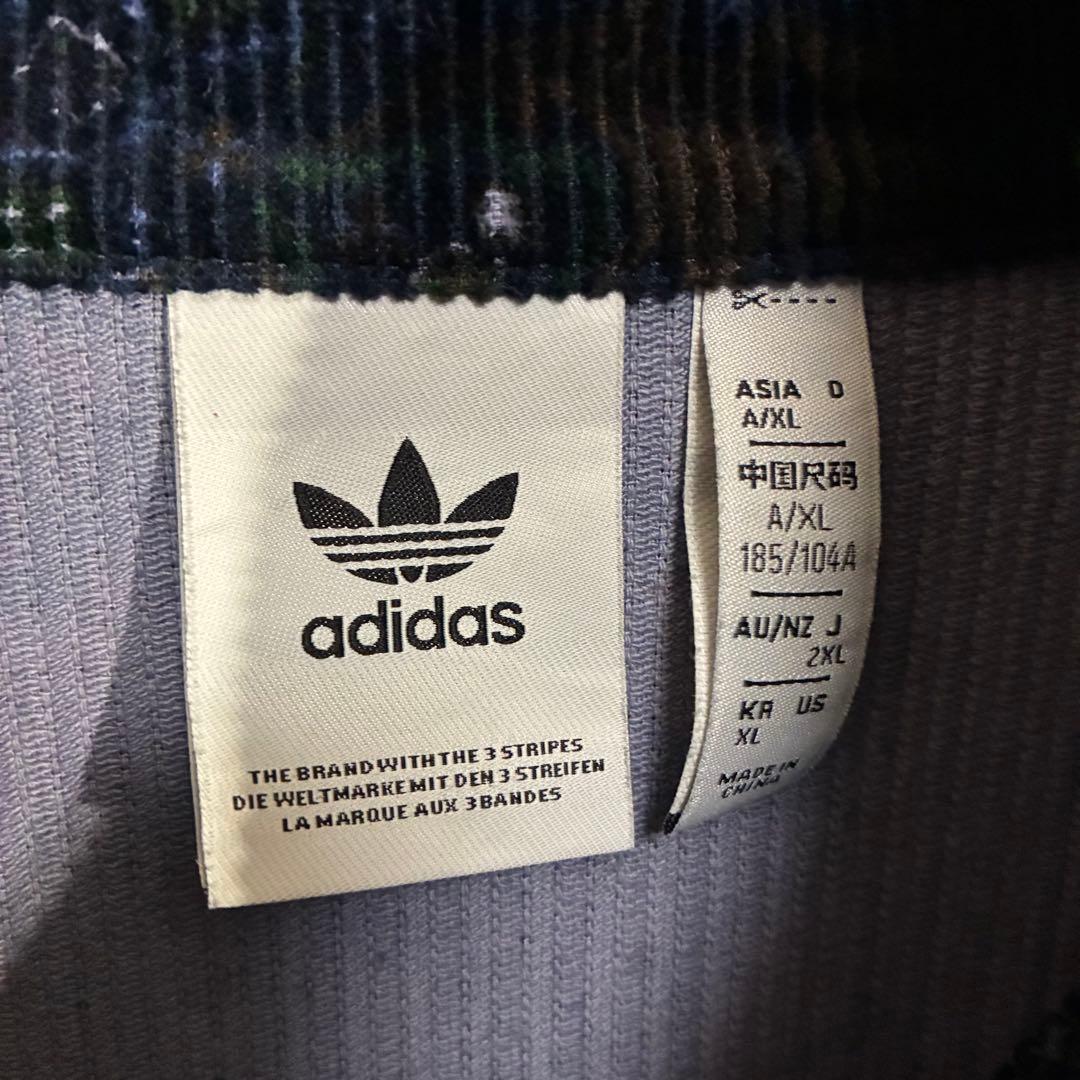 adidas
THE BRAND WITH THE 3 STRIPES
DIE WELTMARKE MIT DEN 3 STREIFEN
LA MARQUE AUX 3 BANDES
ASIA
A/XL
中国尺码
A/XL
185/104A
AU/NZ
2XL
KR US
XL
MADE IN
CHINA